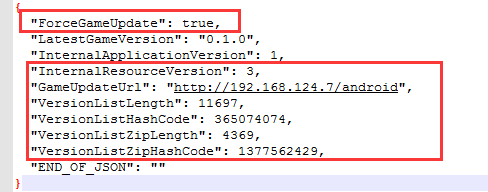 {
"ForceGameUpdate": true,
"LatestGameVersion": "0.1.0",
"InternalApplicationVersion": 1,
"InternalResourceVersion": 3,
"GameUpdateUrl": "http://192.168.124.7/android",
"VersionListLength": 11697,
"VersionListHashCode": 365074074,
"VersionListZipLength": 4369,
"VersionListZipHashCode": 1377562429,
"END_OF_JSON": ""
}